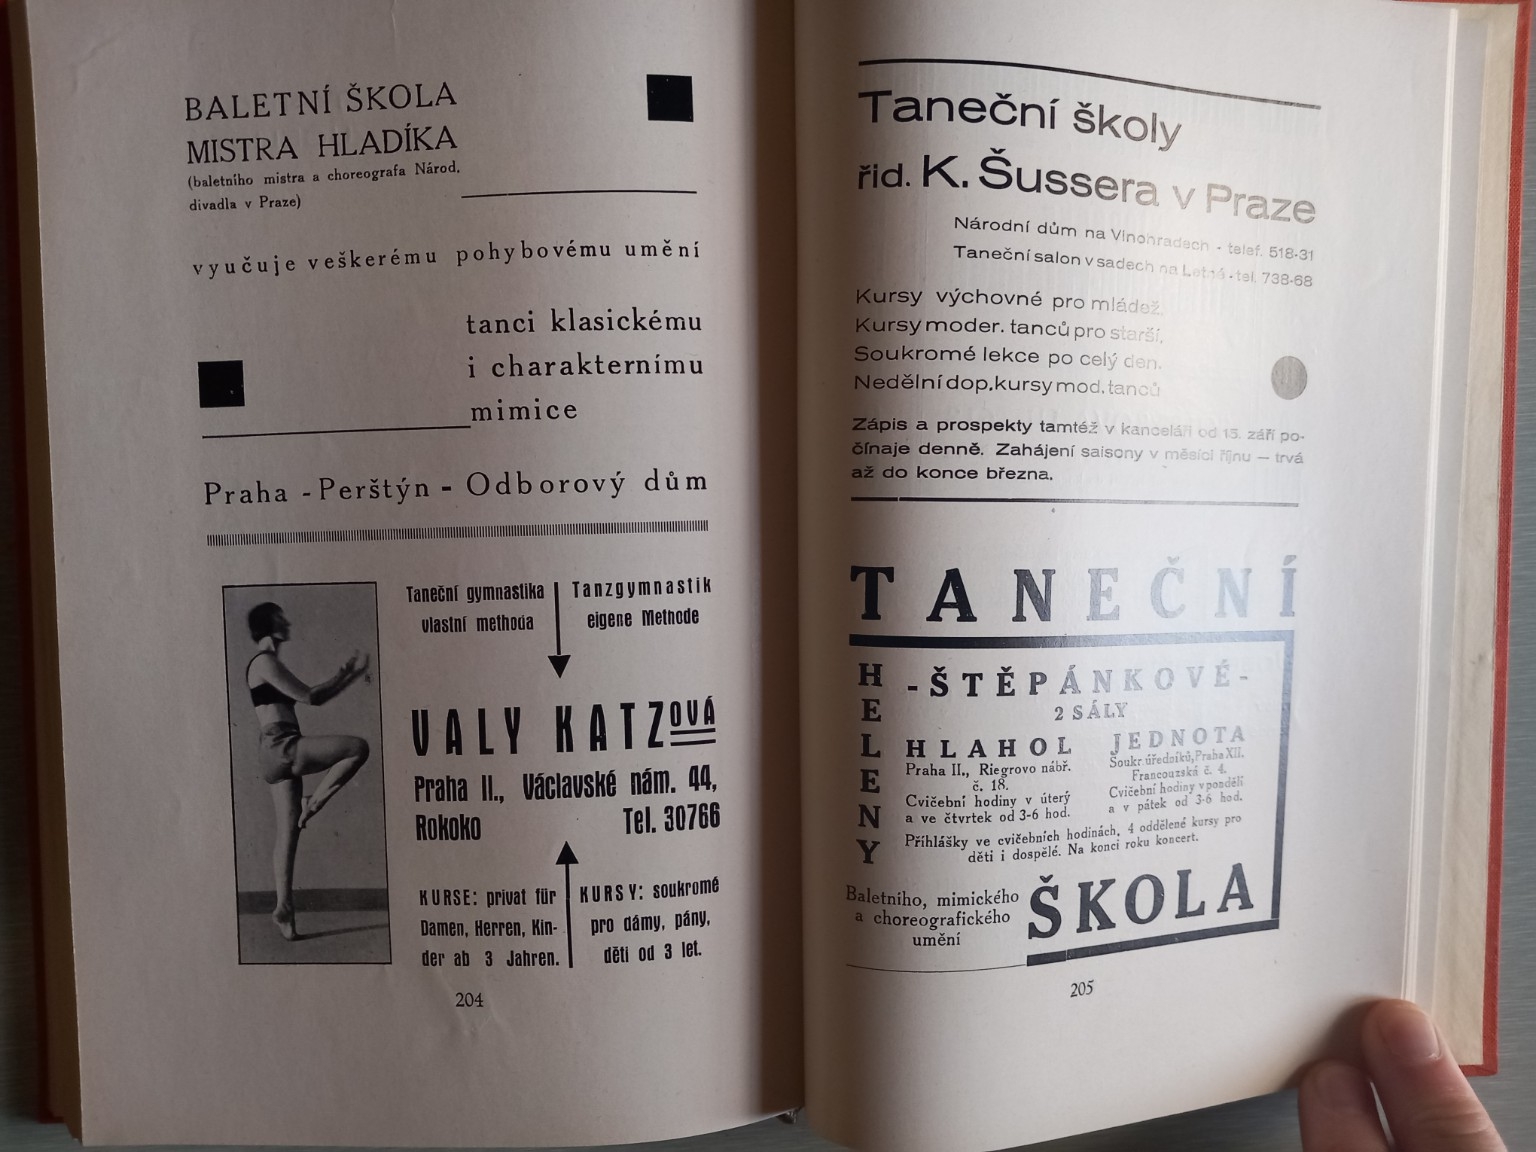 BALETNÍ ŠKOLA
MISTRA HLADÍKA
(baletního mistra a choreografa Národ.
divadla v Praze)
vyučuje veškerému pohybovému umění
tanci klasickému
i charakternímu
mimice
Praha - Perštýn - Odborový dům
Taneční gymnastika
vlastní methoda
Tanzgymnastik
eigene Methode
VALY KATZOVÁ
Praha II., Václavské nám. 44,
Rokoko Tel. 30766
KURSE: privat für
Damen, Herren, Kin-
der ab 3 Jahren.
KURSY: soukromé
pro dámy, pány,
děti od 3 let.
204
Taneční školy
řid. K. Šussera v Praze
Národní dům na Vinohradech - telef. 518-31
Taneční salon v sadech na Letné - tel. 738-68
Kursy výchovné pro mládež.
Kursy moder. tanců pro starší.
Soukromé lekce po celý den.
Nedělní dop. kursy mod. tanců
Zápis a prospekty tamtéž v kanceláři od 15. září po-
čínaje denně. Zahájení saisony v měsíci říjnu — trvá
až do konce března.
TANEČNÍ
HELENY
-ŠTĚPÁNKOVÉ-
2 SÁLY
HLAHOL
Praha II., Riegrovo nábř.
č. 18.
Cvičební hodiny v úterý
a ve čtvrtek od 3-6 hod.
JEDNOTA
Soukr. úředníků, Praha XII.
Francouzská č. 4.
Cvičební hodiny v pondělí
a v pátek od 3-6 hod.
Přihlášky ve cvičebních hodinách, 4 oddělené kursy pro
děti i dospělé. Na konci roku koncert.
Baletního, mimického
a choreografického
umění
ŠKOLA
205